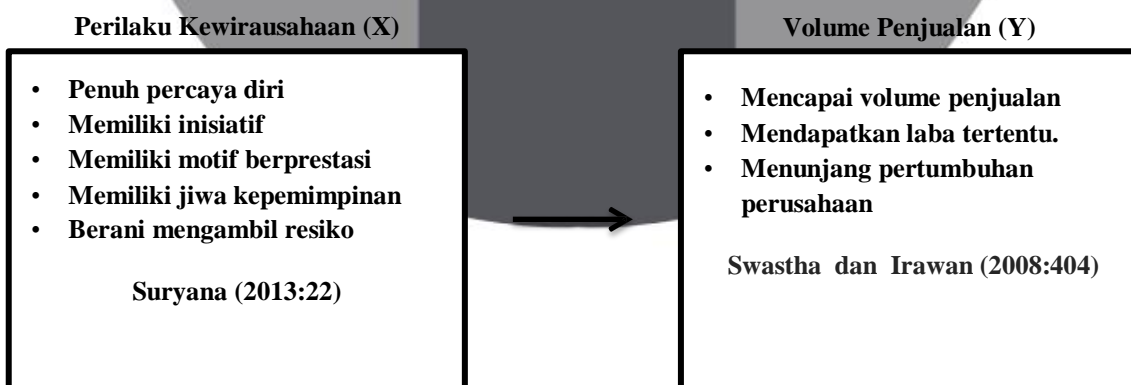 Perilaku Kewirausahaan (X)
• Penuh percaya diri
• Memiliki inisiatif
• Memiliki motif berprestasi
• Memiliki jiwa kepemimpinan
• Berani mengambil resiko
Suryana (2013:22)
Volume Penjualan (Y)
• Mencapai volume penjualan
• Mendapatkan laba tertentu.
• Menunjang pertumbuhan
perusahaan
Swastha dan Irawan (2008:404)